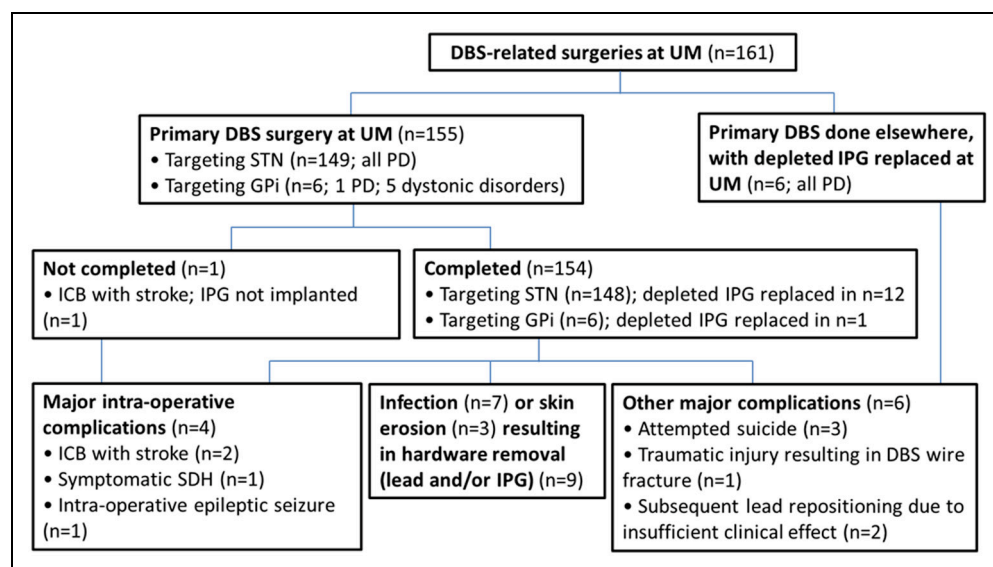 DBS-related surgeries at UM (n=161)
Primary DBS surgery at UM (n=155)
• Targeting STN (n=149; all PD)
• Targeting GPi (n=6; 1 PD; 5 dystonic disorders)
Primary DBS done elsewhere,
with depleted IPG replaced at
UM (n=6; all PD)
Not completed (n=1)
• ICB with stroke; IPG not implanted
(n=1)
Completed (n=154)
• Targeting STN (n=148); depleted IPG replaced in n=12
• Targeting GPi (n=6); depleted IPG replaced in n=1
Major intra-operative
complications (n=4)
• ICB with stroke (n=2)
• Symptomatic SDH (n=1)
• Intra-operative epileptic seizure
(n=1)
Infection (n=7) or skin
erosion (n=3) resulting
in hardware removal
(lead and/or IPG) (n=9)
Other major complications (n=6)
• Attempted suicide (n=3)
• Traumatic injury resulting in DBS wire
fracture (n=1)
• Subsequent lead repositioning due to
insufficient clinical effect (n=2)